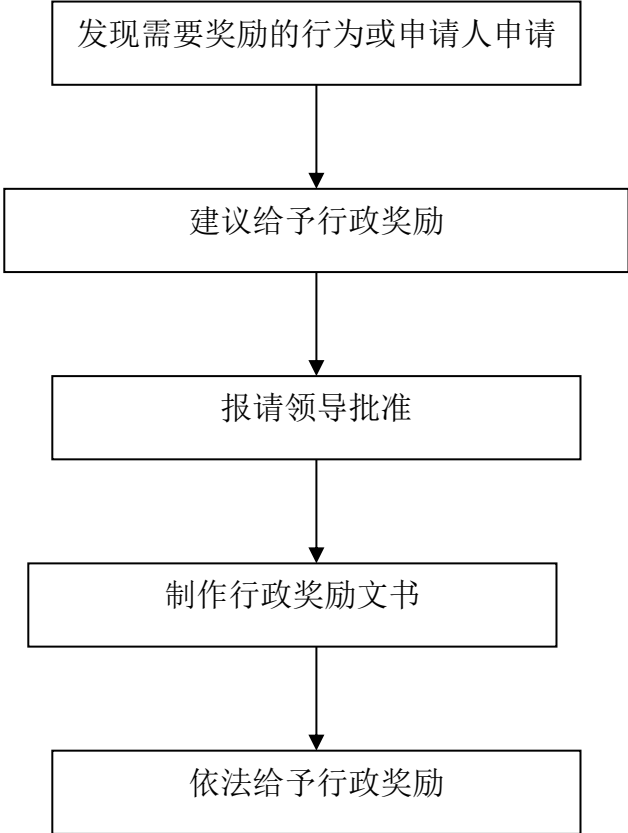 发现需要奖励的行为或申请人申请
建议给予行政奖励
报请领导批准
制作行政奖励文书
依法给予行政奖励